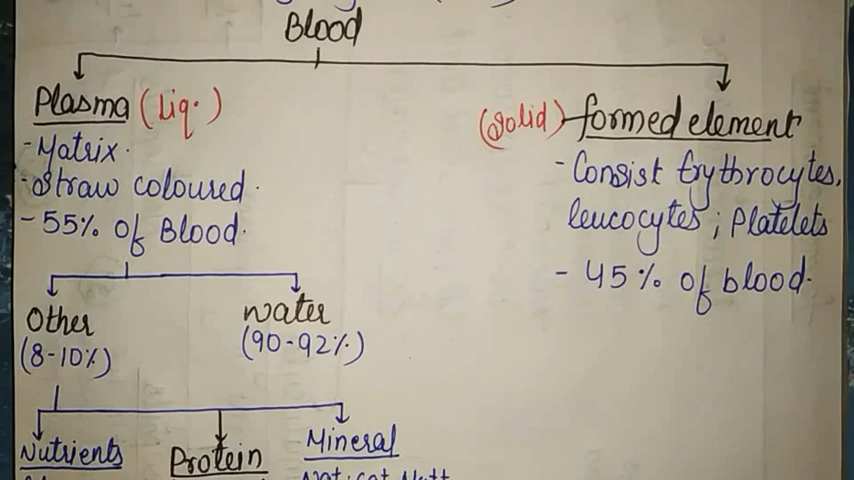 Blood
Plasma (Liq.)
- Matrix.
- Straw coloured.
- 55% of Blood.
(Solid) formed element
- Consist Erythrocytes,
leucocytes ; Platelets
- 45% of blood.
Other
(8-10%)
water
(90-92%)
Nutrients
Protein
Mineral